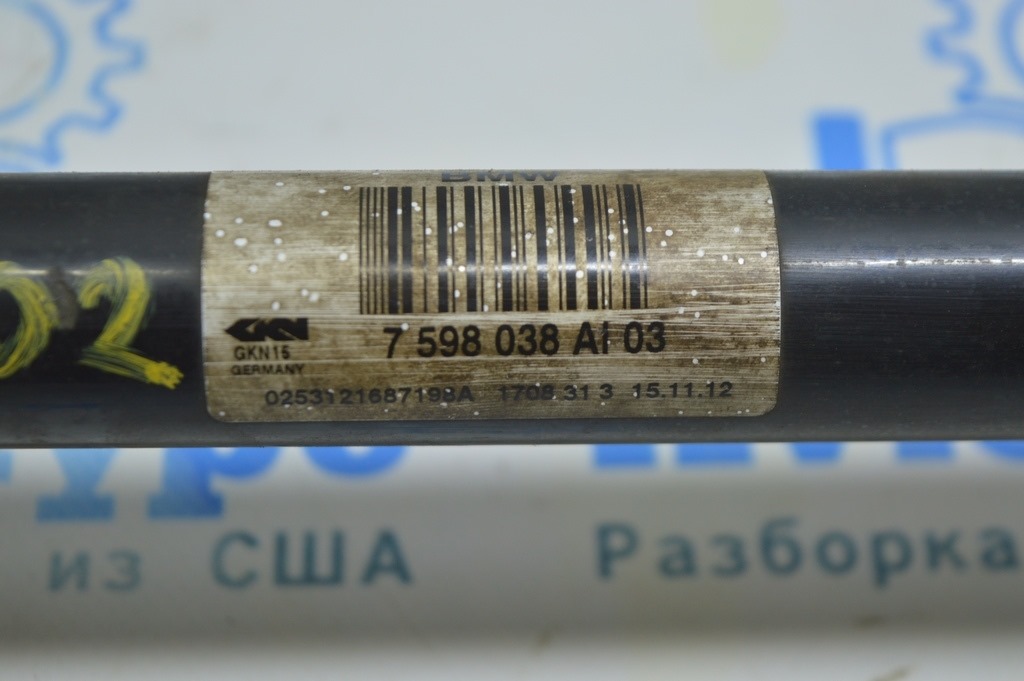 BMW
GKN
7 598 038 AI 03
GKN15
GERMANY
0253121687198A 1708.31 3 15.11.12
02
из США
Разборка